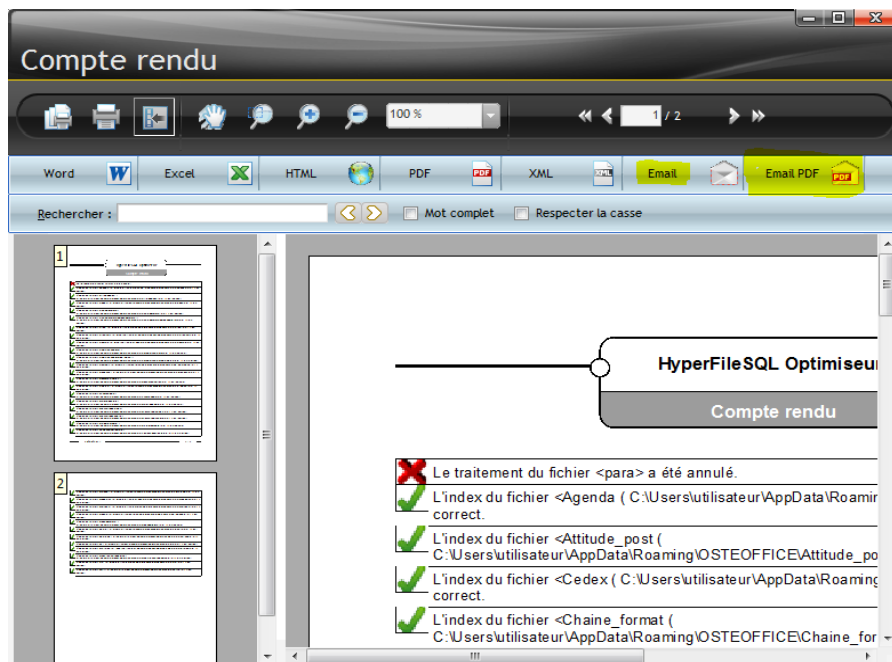 Compte rendu
100 % 1 / 2
Word Excel HTML PDF XML Email Email PDF
Rechercher : Mot complet Respecter la casse
1
2
HyperFileSQL Optimiseu
Compte rendu
Le traitement du fichier <para> a été annulé.
L'index du fichier <Agenda ( C:\Users\utilisateur\AppData\Roamin
correct.
L'index du fichier <Attitude_post (
C:\Users\utilisateur\AppData\Roaming\OSTEOFFICE\Attitude_po
L'index du fichier <Cedex ( C:\Users\utilisateur\AppData\Roaming
correct.
L'index du fichier <Chaine_format (
C:\Users\utilisateur\AppData\Roaming\OSTEOFFICE\Chaine_for